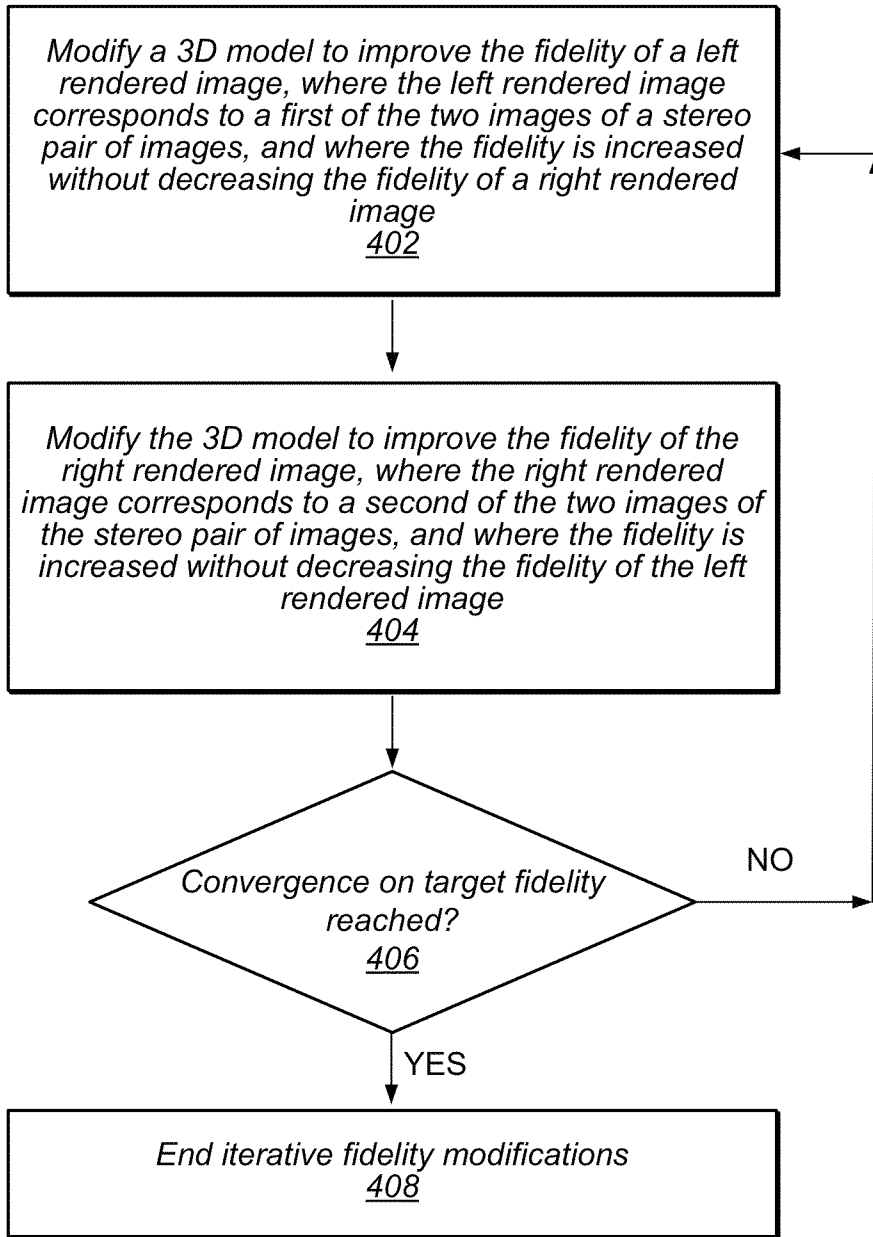 Modify a 3D model to improve the fidelity of a left
rendered image, where the left rendered image
corresponds to a first of the two images of a stereo
pair of images, and where the fidelity is increased
without decreasing the fidelity of a right rendered
image
402
Modify the 3D model to improve the fidelity of the
right rendered image, where the right rendered
image corresponds to a second of the two images of
the stereo pair of images, and where the fidelity is
increased without decreasing the fidelity of the left
rendered image
404
Convergence on target fidelity
reached?
406
NO
YES
End iterative fidelity modifications
408